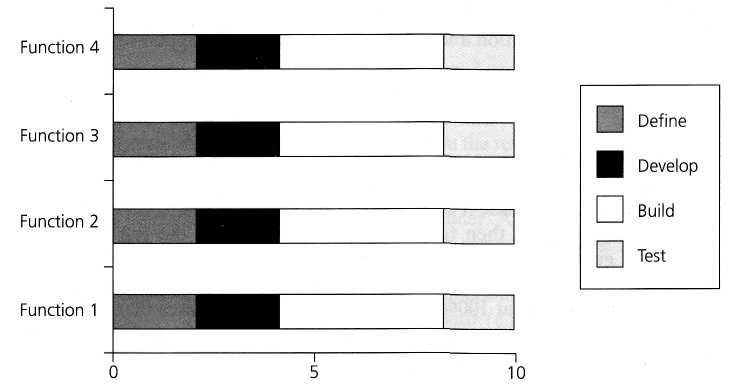 Function 4
Function 3
Function 2
Function 1
0
5
10
Define
Develop
Build
Test